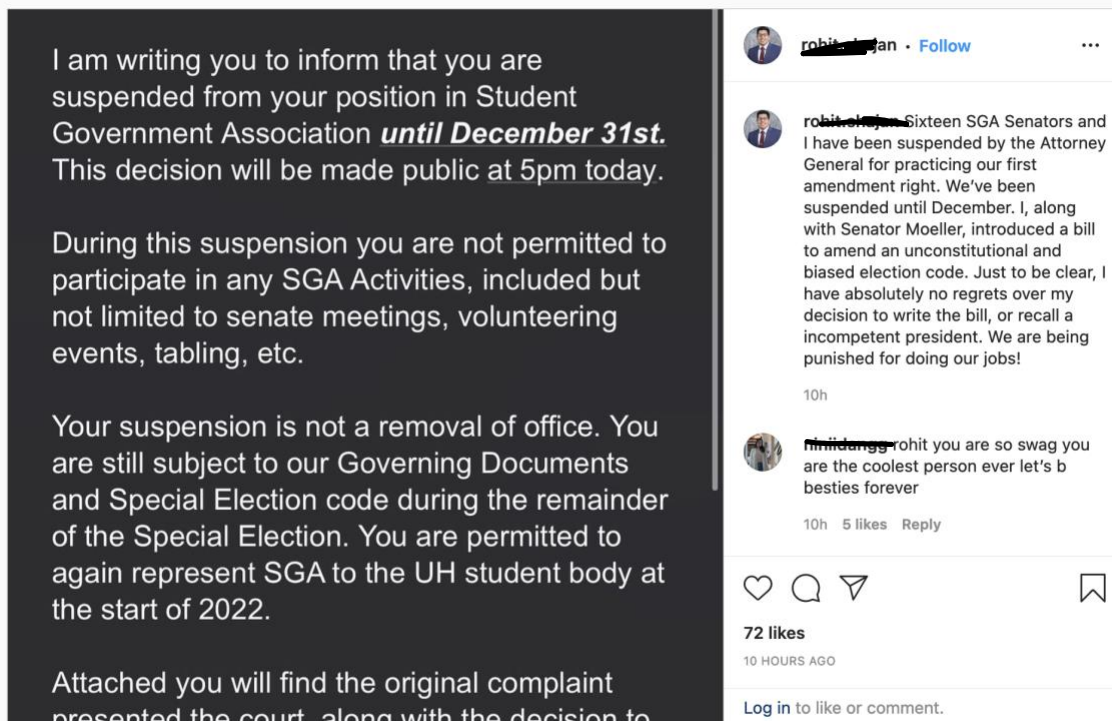 I am writing you to inform that you are
suspended from your position in Student
Government Association until December 31st.
This decision will be made public at 5pm today.
During this suspension you are not permitted to
participate in any SGA Activities, included but
not limited to senate meetings, volunteering
events, tabling, etc.
Your suspension is not a removal of office. You
are still subject to our Governing Documents
and Special Election code during the remainder
of the Special Election. You are permitted to
again represent SGA to the UH student body at
the start of 2022.
Attached you will find the original complaint
presented the court, along with the decision to
• Follow
Sixteen SGA Senators and
I have been suspended by the Attorney
General for practicing our first
amendment right. We’ve been
suspended until December. I, along
with Senator Moeller, introduced a bill
to amend an unconstitutional and
biased election code. Just to be clear, I
have absolutely no regrets over my
decision to write the bill, or recall a
incompetent president. We are being
punished for doing our jobs!
10h
rohit you are so swag you
are the coolest person ever let’s b
besties forever
10h 5 likes Reply
72 likes
10 HOURS AGO
Log in to like or comment.